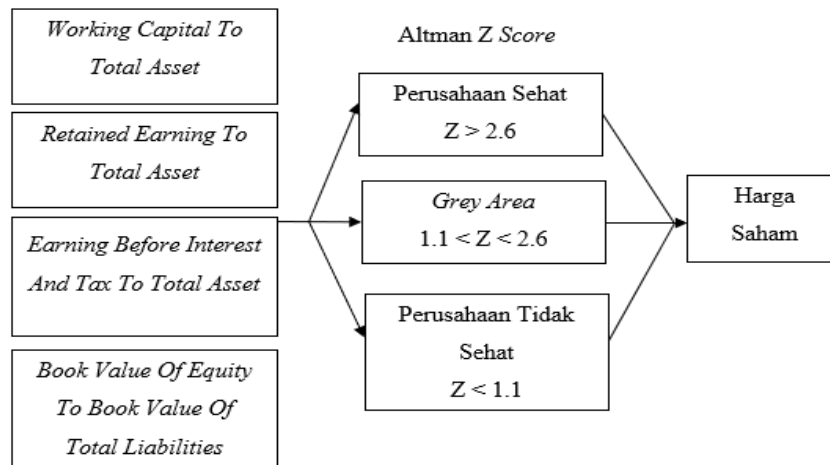 Working Capital To
Total Asset
Retained Earning To
Total Asset
Earning Before Interest
And Tax To Total Asset
Book Value Of Equity
To Book Value Of
Total Liabilities
Altman Z Score
Perusahaan Sehat
Z > 2.6
Grey Area
1.1 < Z < 2.6
Perusahaan Tidak
Sehat
Z < 1.1
Harga
Saham